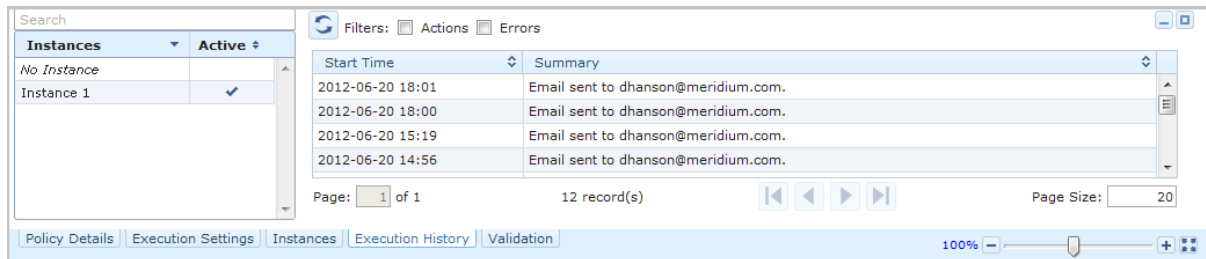 Search
Instances Active
No Instance
Instance 1
Filters: Actions Errors
Start Time Summary
2012-06-20 18:01 Email sent to dhanson@meridium.com.
2012-06-20 18:00 Email sent to dhanson@meridium.com.
2012-06-20 15:19 Email sent to dhanson@meridium.com.
2012-06-20 14:56 Email sent to dhanson@meridium.com.
Page: 1 of 1 12 record(s) Page Size: 20
Policy Details Execution Settings Instances Execution History Validation
100%